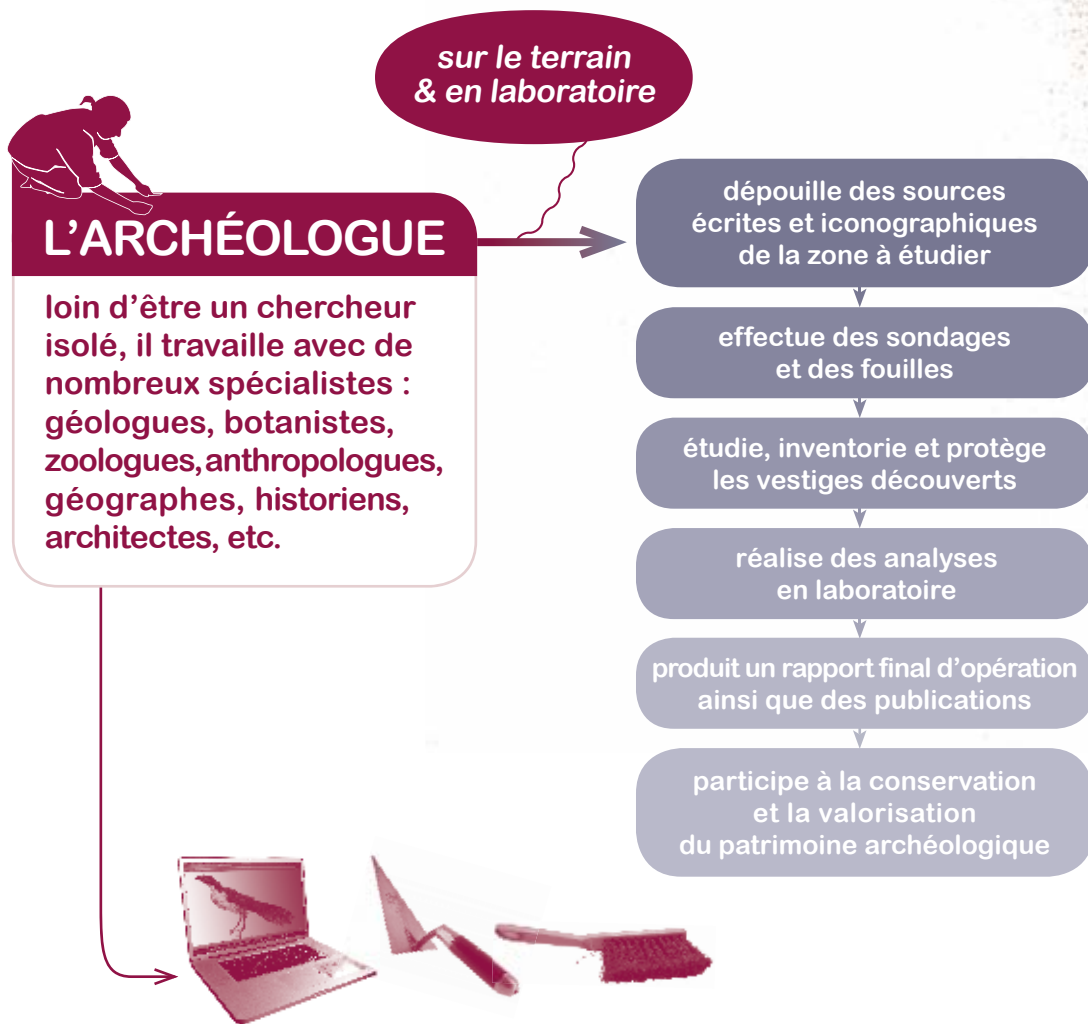 sur le terrain
& en laboratoire
L’ARCHÉOLOGUE
loin d’être un chercheur
isolé, il travaille avec de
nombreux spécialistes :
géologues, botanistes,
zoologues, anthropologues,
géographes, historiens,
architectes, etc.
dépouille des sources
écrites et iconographiques
de la zone à étudier
effectue des sondages
et des fouilles
étudie, inventorie et protège
les vestiges découverts
réalise des analyses
en laboratoire
produit un rapport final d’opération
ainsi que des publications
participe à la conservation
et la valorisation
du patrimoine archéologique